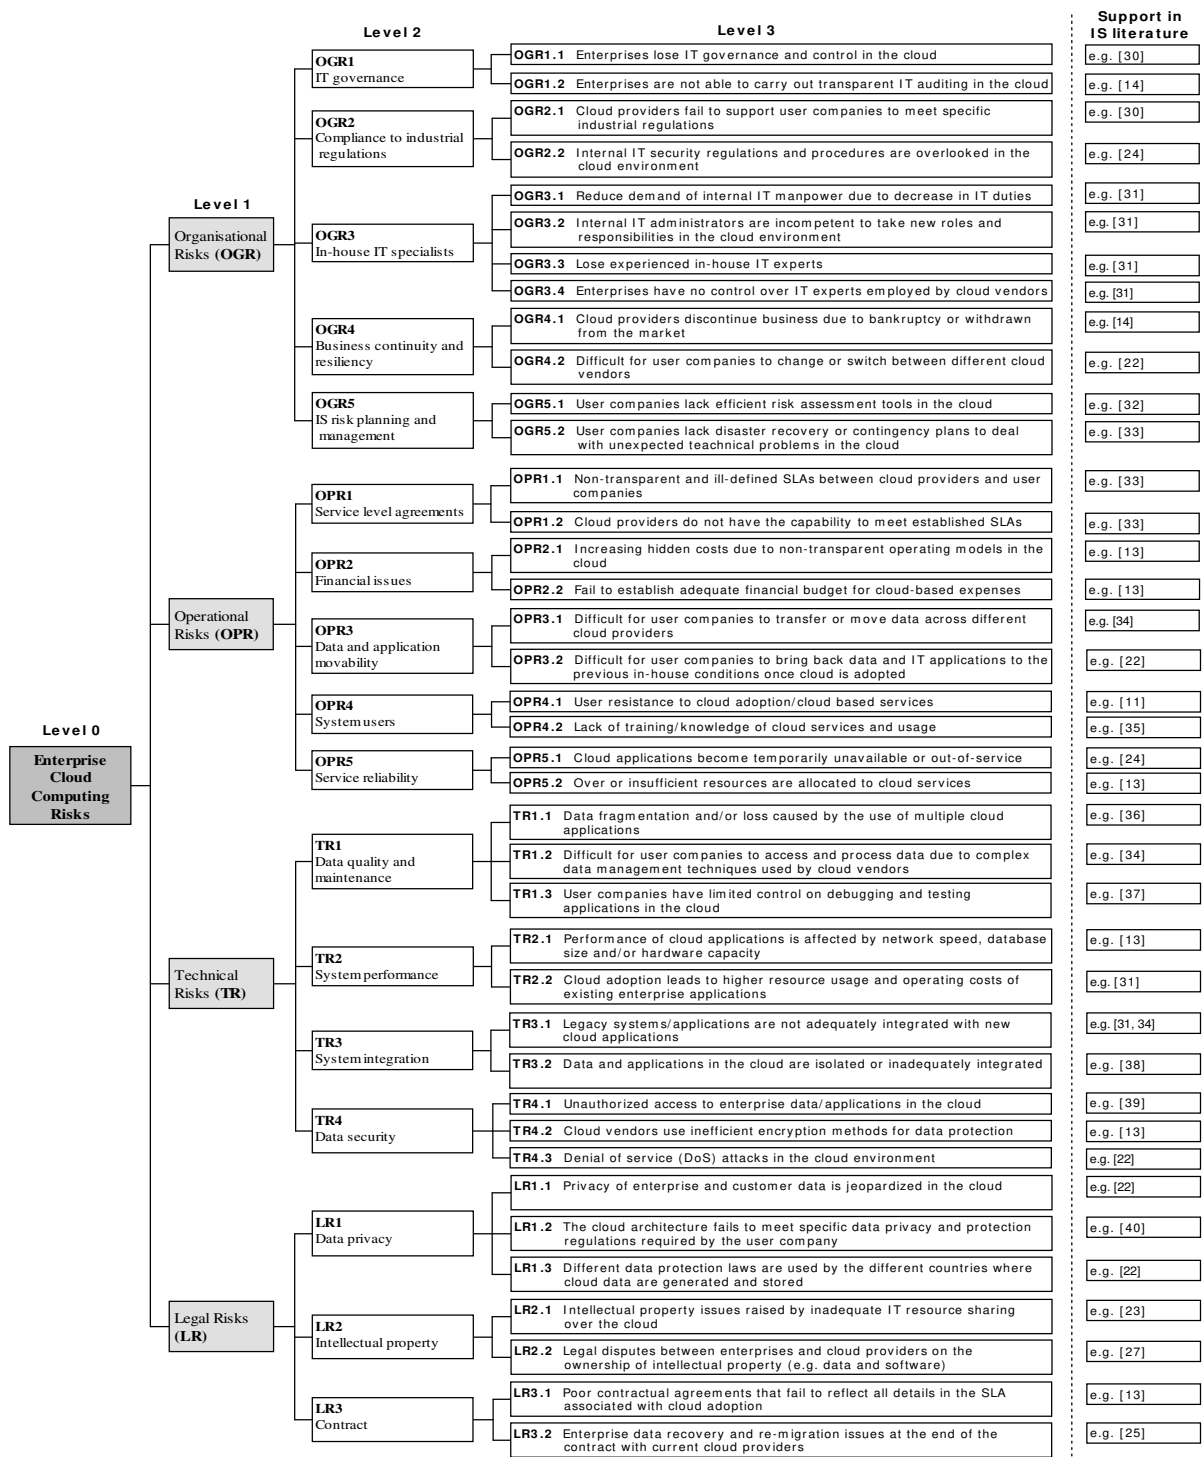 Support in
IS literature
Level 2
Level 3
OGR1
IT governance
OGR1.1 Enterprises lose IT governance and control in the cloud
e.g. [30]
OGR1.2 Enterprises are not able to carry out transparent IT auditing in the cloud
e.g. [14]
OGR2
Compliance to industrial
regulations
OGR2.1 Cloud providers fail to support user companies to meet specific
industrial regulations
e.g. [30]
OGR2.2 Internal IT security regulations and procedures are overlooked in the
cloud environment
e.g. [24]
Level 1
Organisational
Risks (OGR)
OGR3
In-house IT specialists
OGR3.1 Reduce demand of internal IT manpower due to decrease in IT duties
e.g. [31]
OGR3.2 Internal IT administrators are incompetent to take new roles and
responsibilities in the cloud environment
e.g. [31]
OGR3.3 Lose experienced in-house IT experts
e.g. [31]
OGR3.4 Enterprises have no control over IT experts employed by cloud vendors
e.g. [31]
OGR4
Business continuity and
resiliency
OGR4.1 Cloud providers discontinue business due to bankruptcy or withdrawn
from the market
e.g. [14]
OGR4.2 Difficult for user companies to change or switch between different cloud
vendors
e.g. [22]
OGR5
IS risk planning and
management
OGR5.1 User companies lack efficient risk assessment tools in the cloud
e.g. [32]
OGR5.2 User companies lack disaster recovery or contingency plans to deal
with unexpected teachnical problems in the cloud
e.g. [33]
OPR1
Service level agreements
OPR1.1 Non-transparent and ill-defined SLAs between cloud providers and user
companies
e.g. [33]
OPR1.2 Cloud providers do not have the capability to meet established SLAs
e.g. [33]
OPR2
Financial issues
OPR2.1 Increasing hidden costs due to non-transparent operating models in the
cloud
e.g. [13]
OPR2.2 Fail to establish adequate financial budget for cloud-based expenses
e.g. [13]
Operational
Risks (OPR)
OPR3
Data and application
movability
OPR3.1 Difficult for user companies to transfer or move data across different
cloud providers
e.g. [34]
OPR3.2 Difficult for user companies to bring back data and IT applications to the
previous in-house conditions once cloud is adopted
e.g. [22]
OPR4
System users
OPR4.1 User resistance to cloud adoption/cloud based services
e.g. [11]
OPR4.2 Lack of training/knowledge of cloud services and usage
e.g. [35]
Level 0
Enterprise
Cloud
Computing
Risks
OPR5
Service reliability
OPR5.1 Cloud applications become temporarily unavailable or out-of-service
e.g. [24]
OPR5.2 Over or insufficient resources are allocated to cloud services
e.g. [13]
TR1
Data quality and
maintenance
TR1.1 Data fragmentation and/or loss caused by the use of multiple cloud
applications
e.g. [36]
TR1.2 Difficult for user companies to access and process data due to complex
data management techniques used by cloud vendors
e.g. [34]
TR1.3 User companies have limited control on debugging and testing
applications in the cloud
e.g. [37]
Technical
Risks (TR)
TR2
System performance
TR2.1 Performance of cloud applications is affected by network speed, database
size and/or hardware capacity
e.g. [13]
TR2.2 Cloud adoption leads to higher resource usage and operating costs of
existing enterprise applications
e.g. [31]
TR3
System integration
TR3.1 Legacy systems/applications are not adequately integrated with new
cloud applications
e.g. [31, 34]
TR3.2 Data and applications in the cloud are isolated or inadequately integrated
e.g. [38]
TR4
Data security
TR4.1 Unauthorized access to enterprise data/applications in the cloud
e.g. [39]
TR4.2 Cloud vendors use inefficient encryption methods for data protection
e.g. [13]
TR4.3 Denial of service (DoS) attacks in the cloud environment
e.g. [22]
LR1
Data privacy
LR1.1 Privacy of enterprise and customer data is jeopardized in the cloud
e.g. [22]
LR1.2 The cloud architecture fails to meet specific data privacy and protection
regulations required by the user company
e.g. [40]
LR1.3 Different data protection laws are used by the different countries where
cloud data are generated and stored
e.g. [22]
Legal Risks
(LR)
LR2
Intellectual property
LR2.1 Intellectual property issues raised by inadequate IT resource sharing
over the cloud
e.g. [23]
LR2.2 Legal disputes between enterprises and cloud providers on the
ownership of intellectual property (e.g. data and software)
e.g. [27]
LR3
Contract
LR3.1 Poor contractual agreements that fail to reflect all details in the SLA
associated with cloud adoption
e.g. [13]
LR3.2 Enterprise data recovery and re-migration issues at the end of the
contract with current cloud providers
e.g. [25]